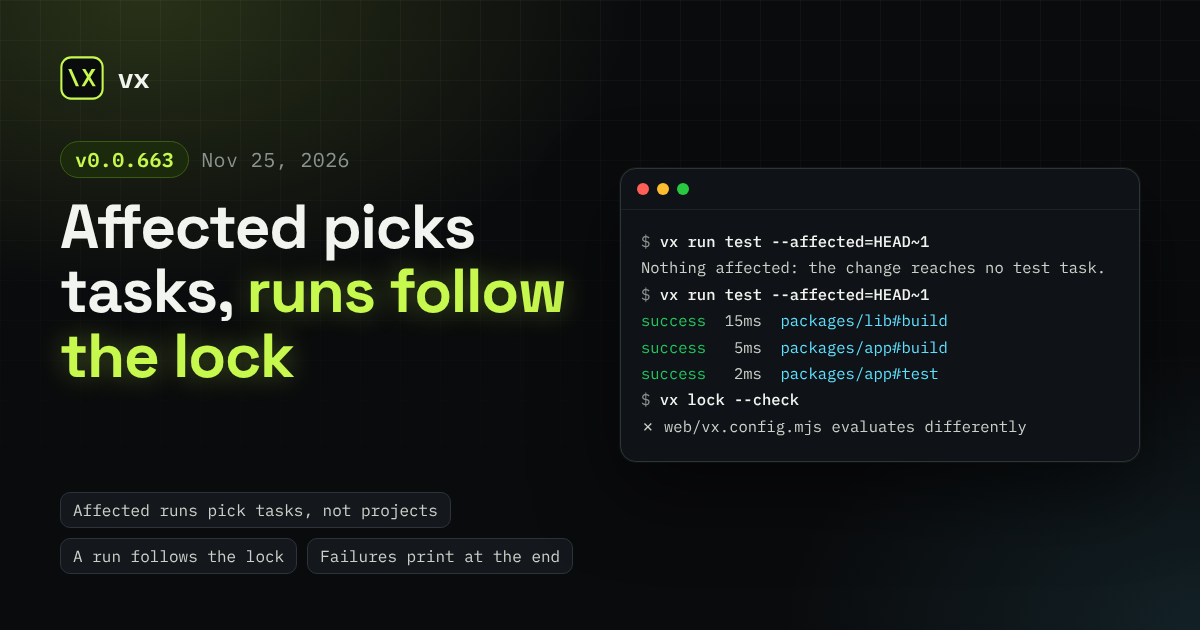 \X vx
v0.0.663 Nov 25, 2026
Affected picks
tasks, runs follow
the lock
Affected runs pick tasks, not projects
A run follows the lock
Failures print at the end
$ vx run test --affected=HEAD~1
Nothing affected: the change reaches no test task.
$ vx run test --affected=HEAD~1
success 15ms packages/lib#build
success 5ms packages/app#build
success 2ms packages/app#test
$ vx lock --check
× web/vx.config.mjs evaluates differently